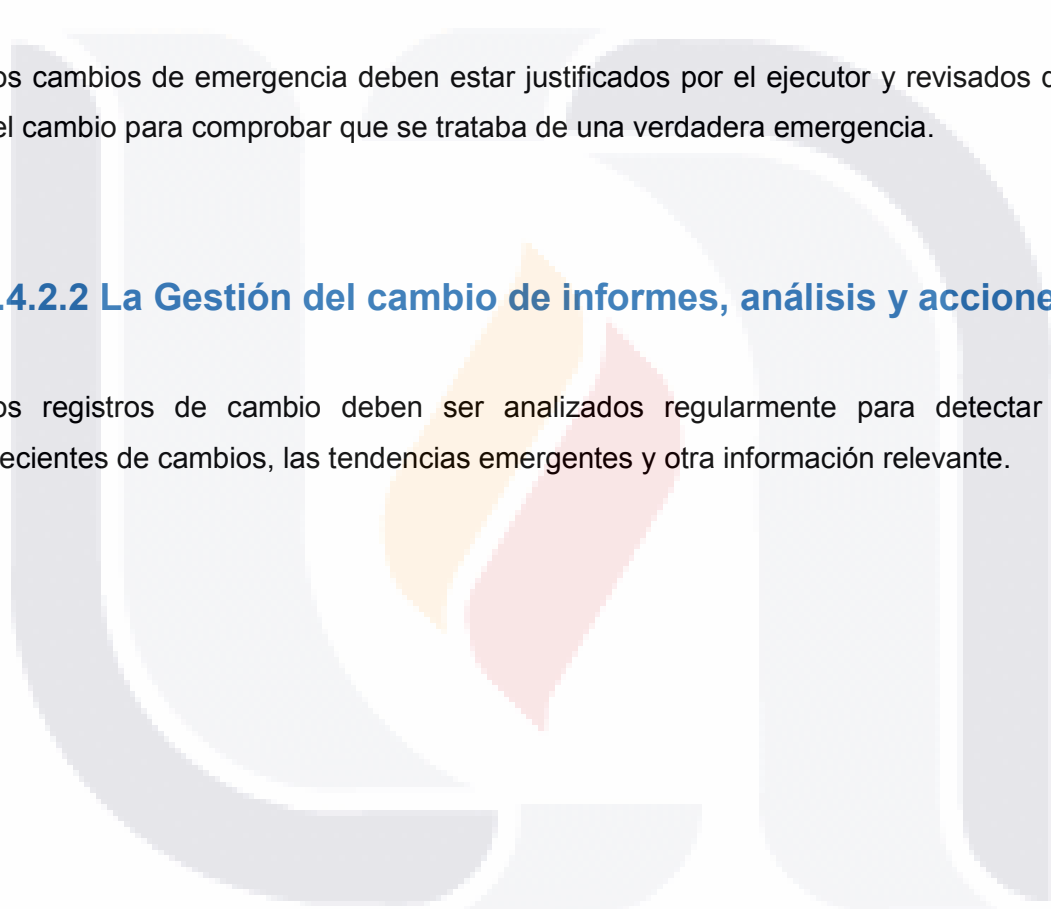 os cambios de emergencia deben estar justificados por el ejecutor y revisados
el cambio para comprobar que se trataba de una verdadera emergencia.
.4.2.2 La Gestión del cambio de informes, análisis y accione
os registros de cambio deben ser analizados regularmente para detectar
ecientes de cambios, las tendencias emergentes y otra información relevante.